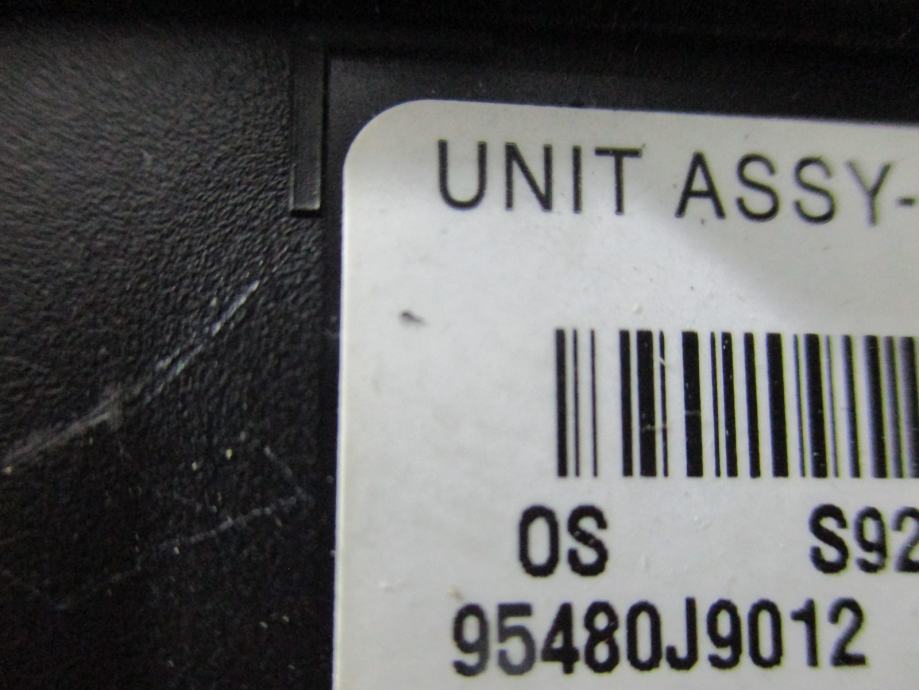 UNIT ASSY-
OS S92
95480J9012